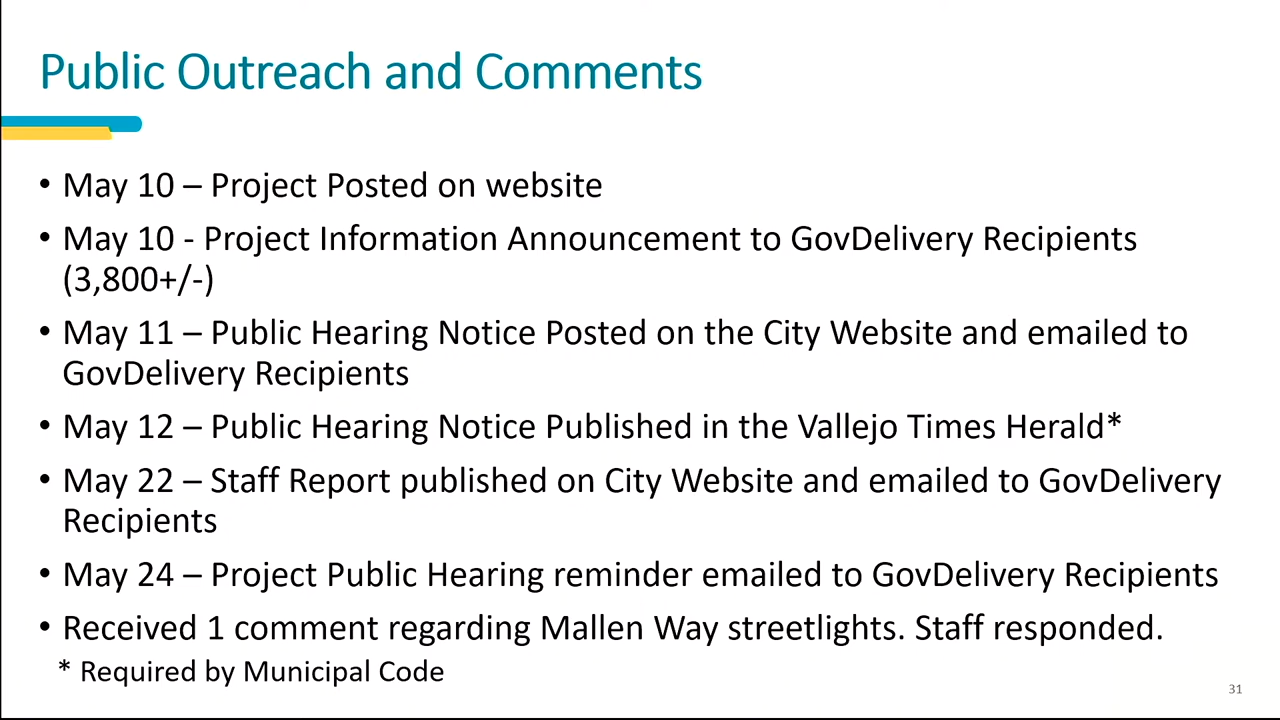 Public Outreach and Comments
• May 10 – Project Posted on website
• May 10 - Project Information Announcement to GovDelivery Recipients
(3,800+/-)
• May 11 – Public Hearing Notice Posted on the City Website and emailed to
GovDelivery Recipients
• May 12 – Public Hearing Notice Published in the Vallejo Times Herald*
• May 22 – Staff Report published on City Website and emailed to GovDelivery
Recipients
• May 24 – Project Public Hearing reminder emailed to GovDelivery Recipients
• Received 1 comment regarding Mallen Way streetlights. Staff responded.
* Required by Municipal Code
31